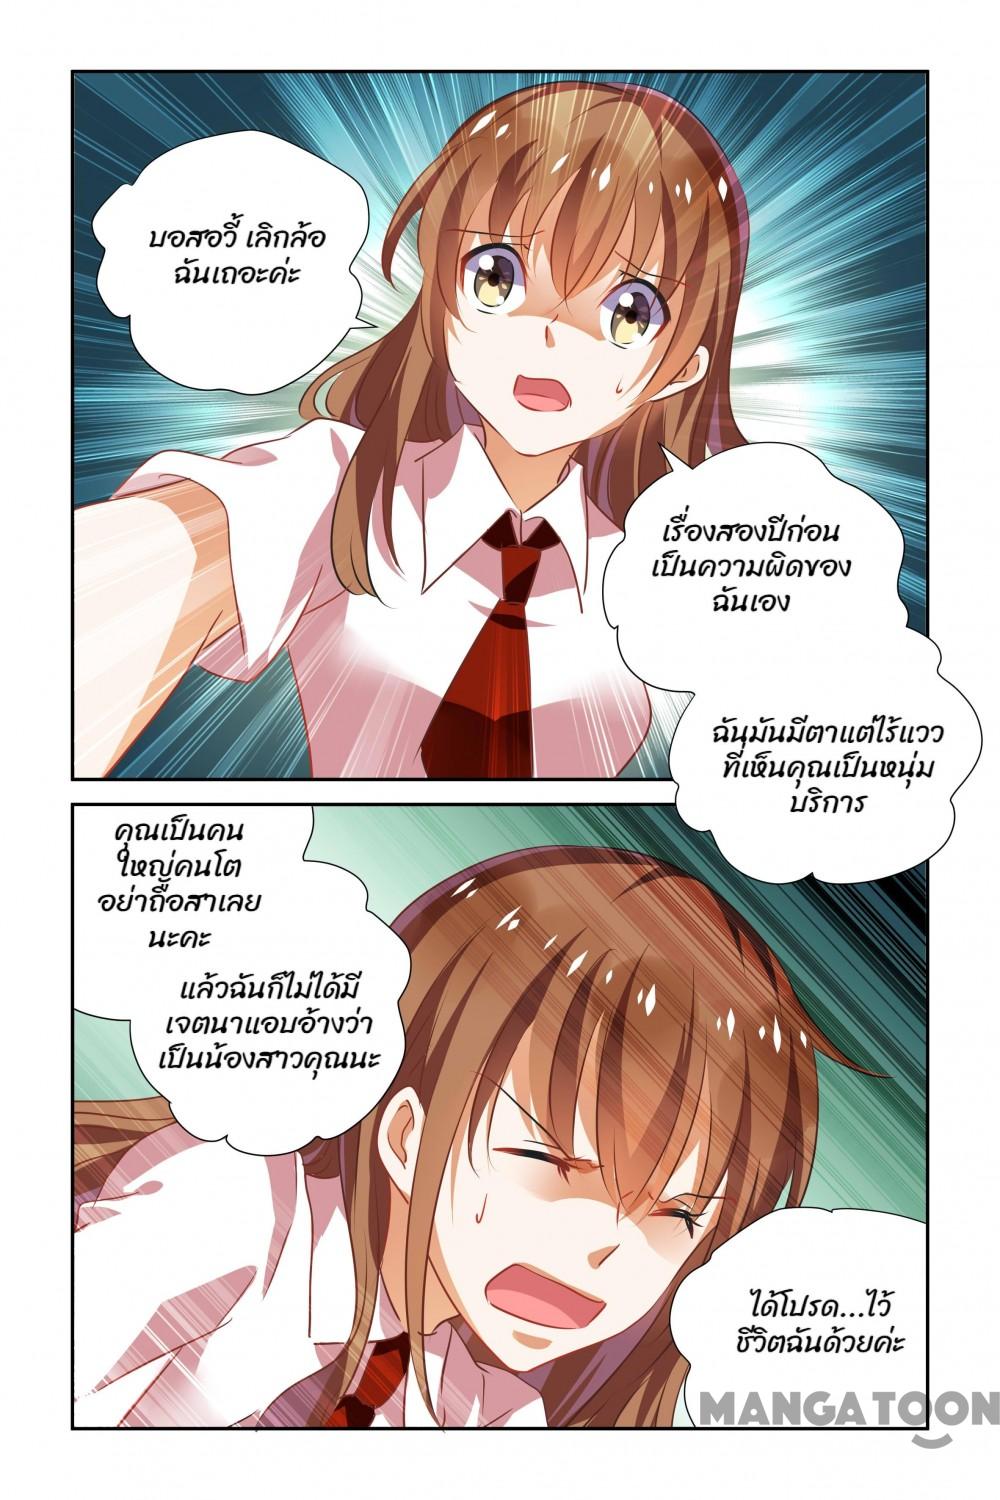 บอสอวี้ เลิกล้อ
ฉันเถอะค่ะ
เรื่องสองปีก่อน
เป็นความผิดของ
ฉันเอง
ฉันมันมีตาแต่ไร้แวว
ที่เห็นคุณเป็นหนุ่ม
บริการ
คุณเป็นคน
ใหญ่คนโต
อย่าถือสาเลย
นะคะ
แล้วฉันก็ไม่ได้มี
เจตนาแอบอ้างว่า
เป็นน้องสาวคุณนะ
ได้โปรด...ไว้
ชีวิตฉันด้วยค่ะ
MANGATOON